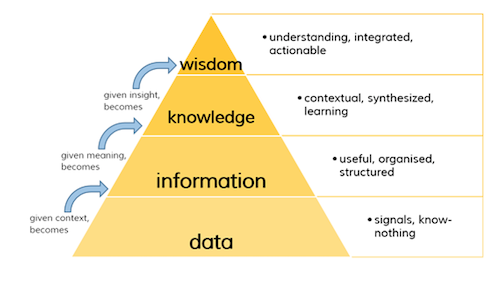 wisdom
• understanding, integrated,
actionable
given insight,
becomes
knowledge
• contextual, synthesized,
learning
given meaning,
becomes
information
• useful, organised,
structured
given context,
becomes
data
• signals, know-
nothing